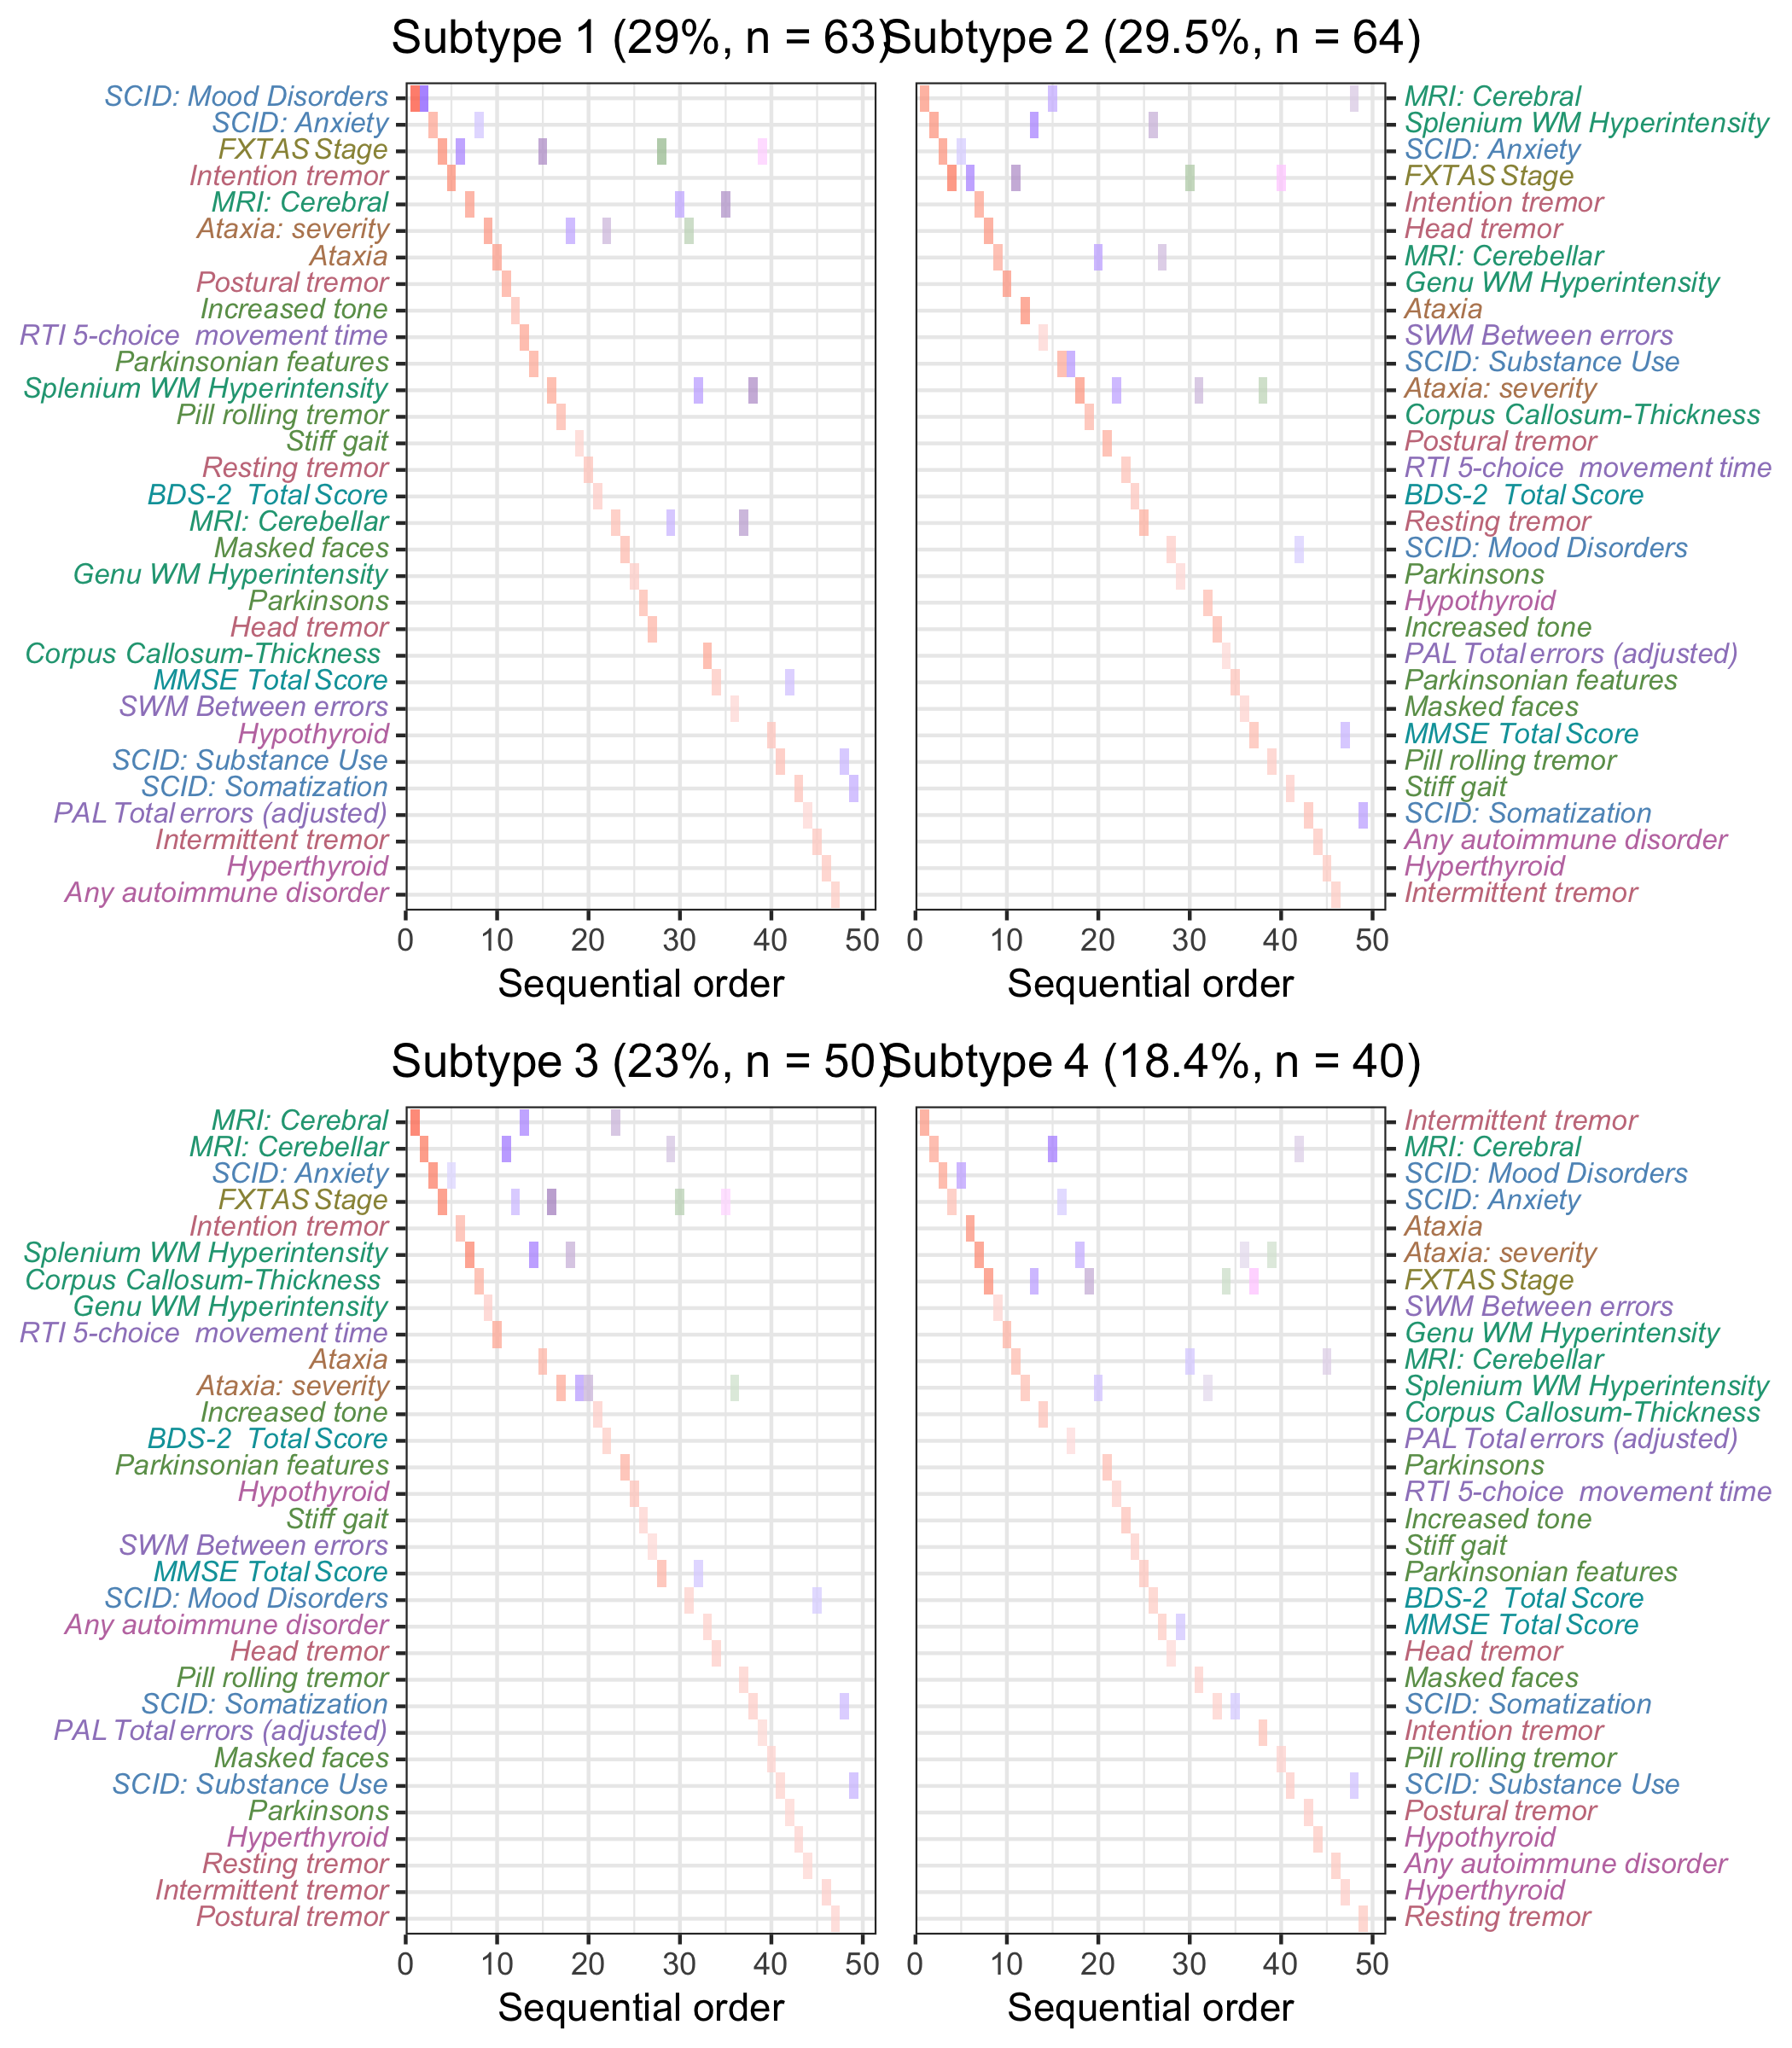 Subtype 1 (29%, n = 63)
Subtype 2 (29.5%, n = 64)
SCID: Mood Disorders
SCID: Anxiety
FXTAS Stage
Intention tremor
MRI: Cerebral
Ataxia: severity
Ataxia
Postural tremor
Increased tone
RTI 5-choice movement time
Parkinsonian features
Splenium WM Hyperintensity
Pill rolling tremor
Stiff gait
Resting tremor
BDS-2 Total Score
MRI: Cerebellar
Masked faces
Genu WM Hyperintensity
Parkinsons
Head tremor
Corpus Callosum-Thickness
MMSE Total Score
SWM Between errors
Hypothyroid
SCID: Substance Use
SCID: Somatization
PAL Total errors (adjusted)
Intermittent tremor
Hyperthyroid
Any autoimmune disorder
0 10 20 30 40 50
Sequential order
MRI: Cerebral
Splenium WM Hyperintensity
SCID: Anxiety
FXTAS Stage
Intention tremor
Head tremor
MRI: Cerebellar
Genu WM Hyperintensity
Ataxia
SWM Between errors
SCID: Substance Use
Ataxia: severity
Corpus Callosum-Thickness
Postural tremor
RTI 5-choice movement time
BDS-2 Total Score
Resting tremor
SCID: Mood Disorders
Parkinsons
Hypothyroid
Increased tone
PAL Total errors (adjusted)
Parkinsonian features
Masked faces
MMSE Total Score
Pill rolling tremor
Stiff gait
SCID: Somatization
Any autoimmune disorder
Hyperthyroid
Intermittent tremor
0 10 20 30 40 50
Sequential order
Subtype 3 (23%, n = 50)
Subtype 4 (18.4%, n = 40)
MRI: Cerebral
MRI: Cerebellar
SCID: Anxiety
FXTAS Stage
Intention tremor
Splenium WM Hyperintensity
Corpus Callosum-Thickness
Genu WM Hyperintensity
RTI 5-choice movement time
Ataxia
Ataxia: severity
Increased tone
BDS-2 Total Score
Parkinsonian features
Hypothyroid
Stiff gait
SWM Between errors
MMSE Total Score
SCID: Mood Disorders
Any autoimmune disorder
Head tremor
Pill rolling tremor
SCID: Somatization
PAL Total errors (adjusted)
Masked faces
SCID: Substance Use
Parkinsons
Hyperthyroid
Resting tremor
Intermittent tremor
Postural tremor
0 10 20 30 40 50
Sequential order
Intermittent tremor
MRI: Cerebral
SCID: Mood Disorders
SCID: Anxiety
Ataxia
Ataxia: severity
FXTAS Stage
SWM Between errors
Genu WM Hyperintensity
MRI: Cerebellar
Splenium WM Hyperintensity
Corpus Callosum-Thickness
PAL Total errors (adjusted)
Parkinsons
RTI 5-choice movement time
Increased tone
Stiff gait
Parkinsonian features
BDS-2 Total Score
MMSE Total Score
Head tremor
Masked faces
SCID: Somatization
Intention tremor
Pill rolling tremor
SCID: Substance Use
Postural tremor
Hypothyroid
Any autoimmune disorder
Hyperthyroid
Resting tremor
0 10 20 30 40 50
Sequential order